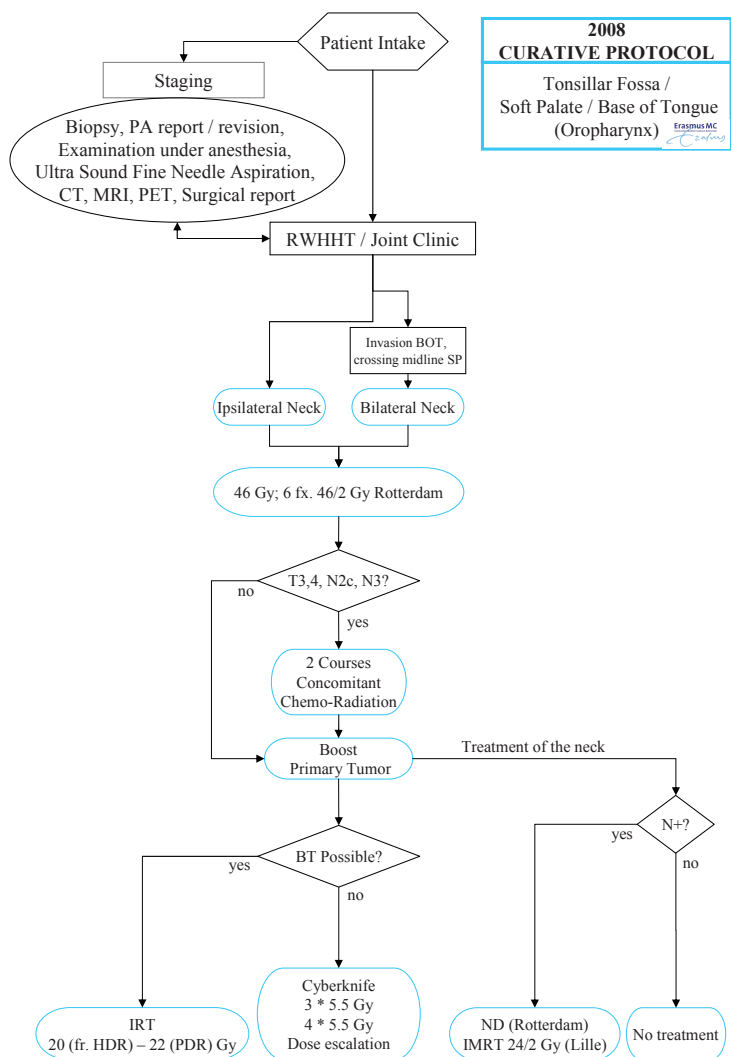 Patient Intake
2008
CURATIVE PROTOCOL
Tonsillar Fossa /
Soft Palate / Base of Tongue
(Oropharynx)
Erasmus MC
Erasmus
Staging
Biopsy, PA report / revision,
Examination under anesthesia,
Ultra Sound Fine Needle Aspiration,
CT, MRI, PET, Surgical report
RWHHT / Joint Clinic
Invasion BOT,
crossing midline SP
Ipsilateral Neck
Bilateral Neck
46 Gy; 6 fx. 46/2 Gy Rotterdam
T3,4, N2c, N3?
no
yes
2 Courses
Concomitant
Chemo-Radiation
Boost
Primary Tumor
Treatment of the neck
N+?
yes
no
BT Possible?
yes
no
Cyberknife
3 * 5.5 Gy
4 * 5.5 Gy
Dose escalation
IRT
20 (fr. HDR) – 22 (PDR) Gy
ND (Rotterdam)
IMRT 24/2 Gy (Lille)
No treatment